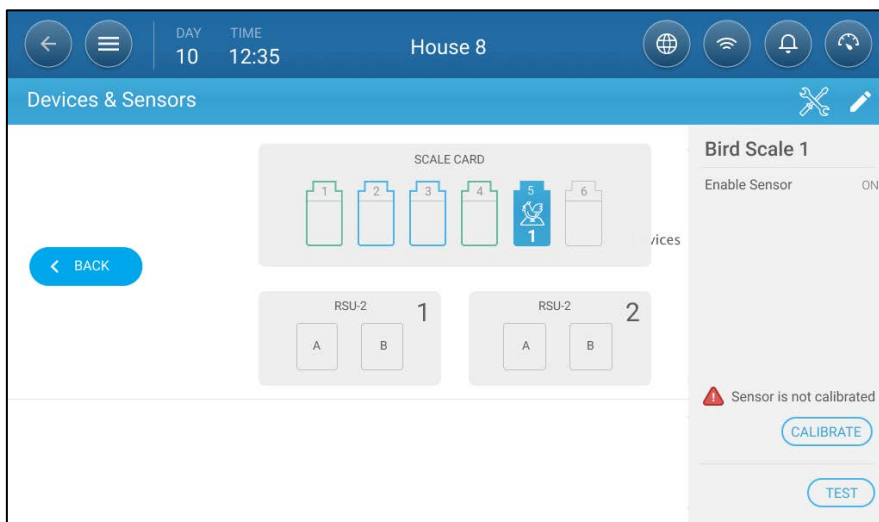 DAY
10
TIME
12:35
House 8
Devices & Sensors
SCALE CARD
1 2 3 4 5 6
1
vices
BACK
RSU-2 1
A B
RSU-2 2
A B
Bird Scale 1
Enable Sensor ON
Sensor is not calibrated
CALIBRATE
TEST